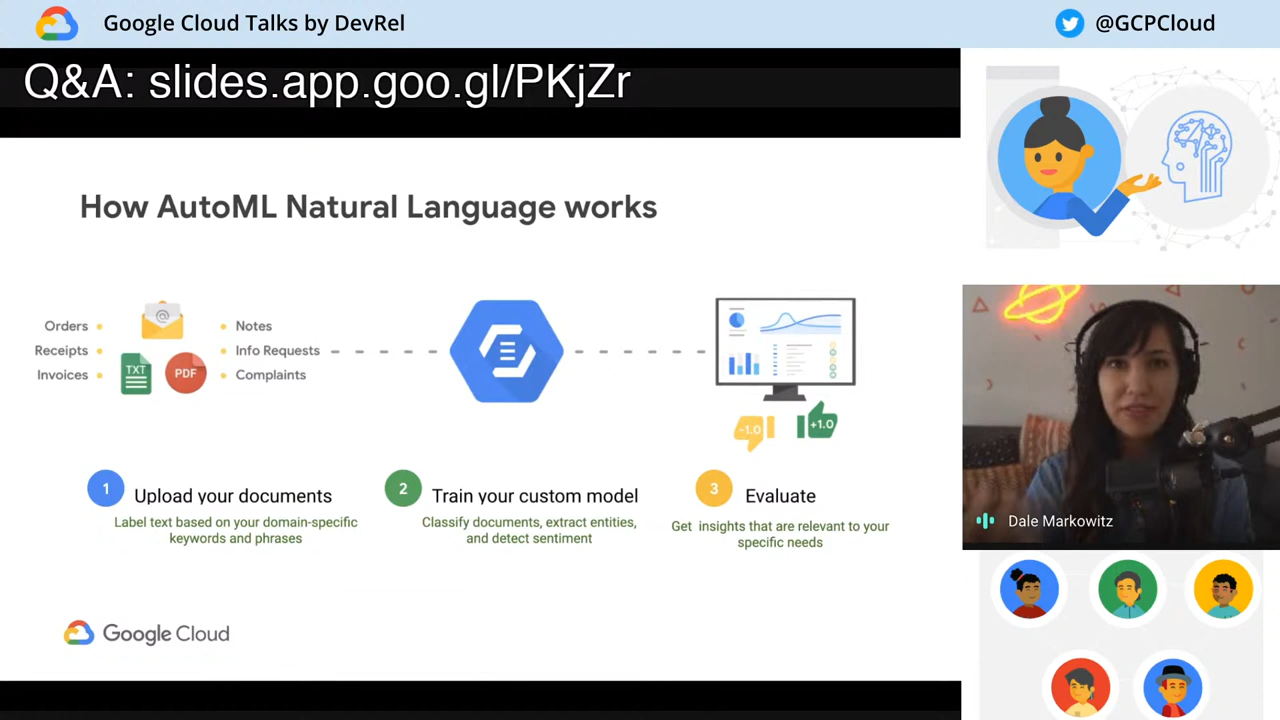 Google Cloud Talks by DevRel
@GCPCloud
Q&A: slides.app.goo.gl/PKjZr
How AutoML Natural Language works
Orders
Receipts
Invoices
@
TXT
PDF
Notes
Info Requests
Complaints
-1.0
+1.0
1
Upload your documents
Label text based on your domain-specific
keywords and phrases
2
Train your custom model
Classify documents, extract entities,
and detect sentiment
3
Evaluate
Get insights that are relevant to your
specific needs
Google Cloud
Dale Markowitz